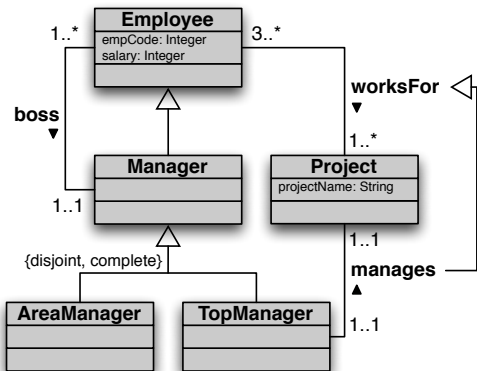 Employee
1..*
3..*
empCode: Integer
salary: Integer
worksFor
▼
boss
▼
1..*
Manager
Project
projectName: String
1..1
1..1
{disjoint, complete}
manages
▲
AreaManager
TopManager
1..1